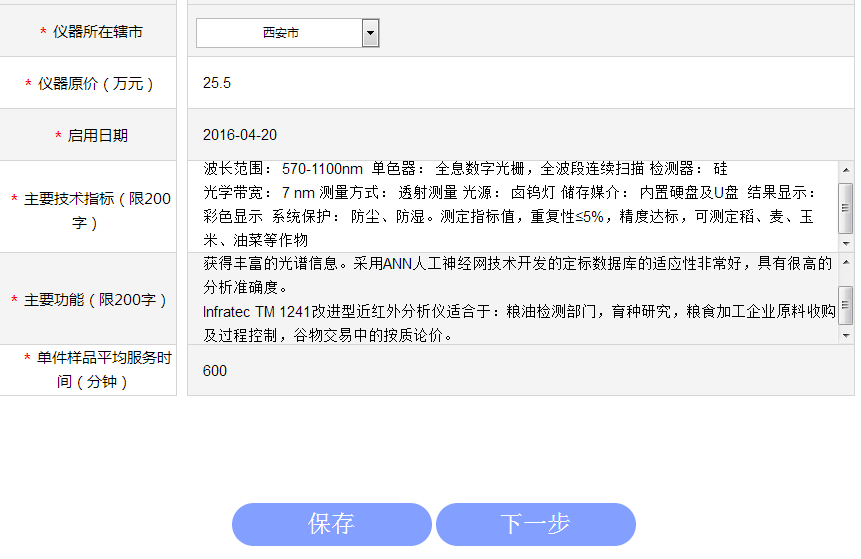 * 仪器所在辖市
西安市
* 仪器原价（万元）
25.5
* 启用日期
2016-04-20
* 主要技术指标（限200
字）
波长范围： 570-1100nm  单色器： 全息数字光栅，全波段连续扫描 检测器： 硅
光学带宽： 7 nm 测量方式： 透射测量 光源： 卤钨灯 储存媒介： 内置硬盘及U盘  结果显示：
彩色显示  系统保护： 防尘、防湿。测定指标值，重复性≤5%，精度达标，可测定稻、麦、玉
米、油菜等作物
* 主要功能（限200字）
获得丰富的光谱信息。采用ANN人工神经网技术开发的定标数据库的适应性非常好，具有很高的
分析准确度。
Infratec TM 1241改进型近红外分析仪适合于：粮油检测部门，育种研究，粮食加工企业原料收购
及过程控制，谷物交易中的按质论价。
* 单件样品平均服务时
间（分钟）
600
保存
下一步